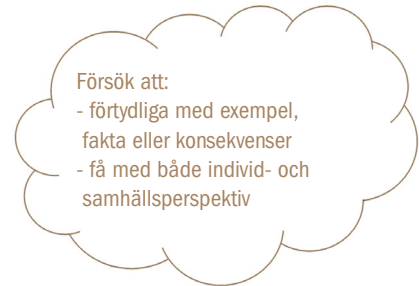 Försök att:
- förtydliga med exempel,
fakta eller konsekvenser
- få med både individ- och
samhällsperspektiv